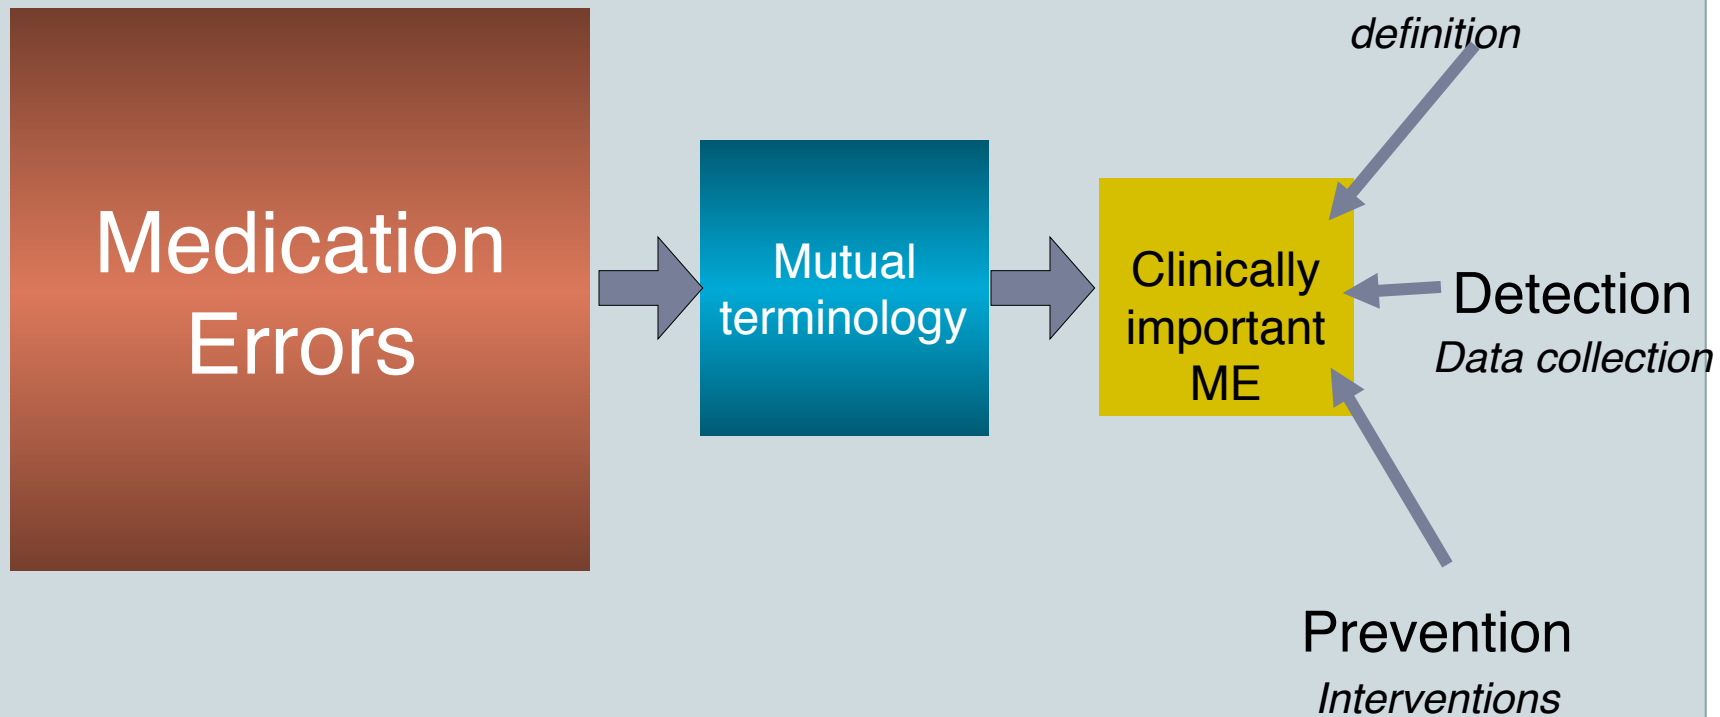 Medication
Errors
Mutual
terminology
Clinically
important
ME
definition
Detection
Data collection
Prevention
Interventions